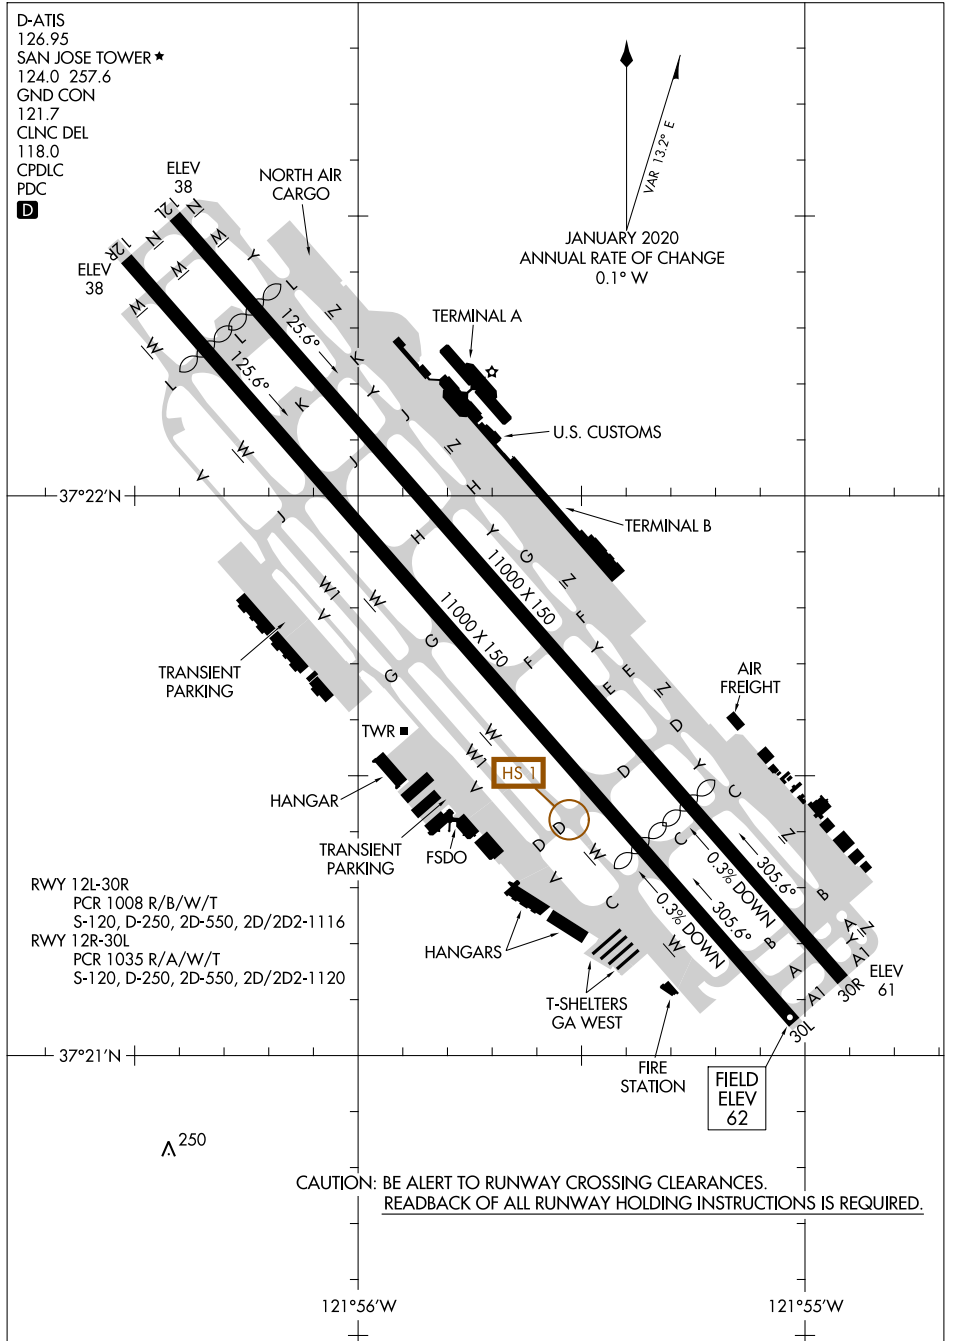 D-ATIS
126.95
SAN JOSE TOWER ★
124.0 257.6
GND CON
121.7
CLNC DEL
118.0
CPDLC
PDC
D
VAR 13.2° E
JANUARY 2020
ANNUAL RATE OF CHANGE
0.1° W
ELEV
38
NORTH AIR
CARGO
12L
N
W
Y
N
12R
W
ELEV
38
W
W
L
Z
125.6°
TERMINAL A
L
125.6°
L
K
Y
J
K
U.S. CUSTOMS
Z
W
J
V
H
37°22'N
J
Y
TERMINAL B
H
G
11000 X 150
Z
W1
V
W
11000 X 150
F
G
F
Y
TRANSIENT
PARKING
G
E
E
Z
AIR
FREIGHT
TWR
W
D
W1
HS 1
D
Y
V
C
HANGAR
D
D
C
Z
TRANSIENT
PARKING
FSDO
W
0.3% DOWN
305.6°
V
C
0.3% DOWN
305.6°
B
RWY 12L-30R
PCR 1008 R/B/W/T
S-120, D-250, 2D-550, 2D/2D2-1116
RWY 12R-30L
PCR 1035 R/A/W/T
S-120, D-250, 2D-550, 2D/2D2-1120
HANGARS
W
B
A
Z
Y
A1
A
30R
ELEV
61
A1
T-SHELTERS
GA WEST
30L
37°21'N
FIRE
STATION
FIELD
ELEV
62
250
CAUTION: BE ALERT TO RUNWAY CROSSING CLEARANCES.
READBACK OF ALL RUNWAY HOLDING INSTRUCTIONS IS REQUIRED.
121°56'W
121°55'W